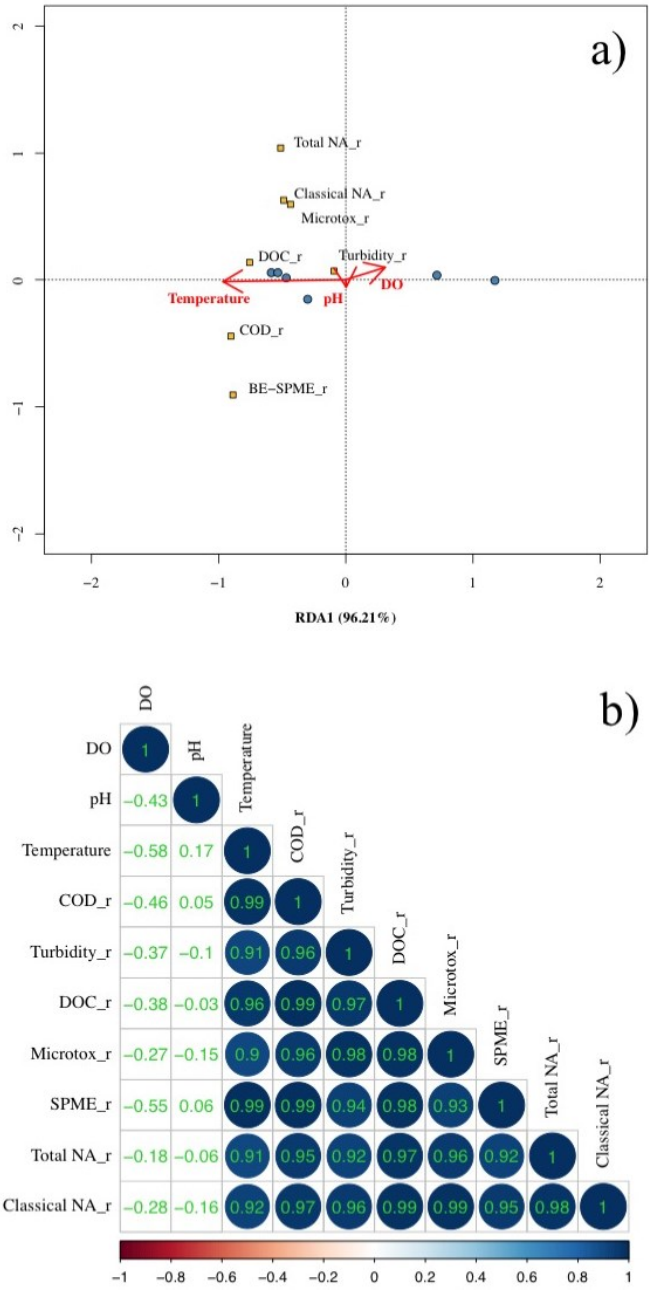 a)
2
1
0
−1
−2
Total NA_r
Classical NA_r
Microtox_r
DOC_r
Turbidity_r
Temperature
pH
DO
COD_r
BE−SPME_r
−2 −1 0 1 2
RDA1 (96.21%)
b)
DO
pH
Temperature
COD_r
Turbidity_r
DOC_r
Microtox_r
SPME_r
Total NA_r
Classical NA_r
DO 1
pH −0.43 1
Temperature −0.58 0.17 1
COD_r −0.46 0.05 0.99 1
Turbidity_r −0.37 −0.1 0.91 0.96 1
DOC_r −0.38 −0.03 0.96 0.99 0.97 1
Microtox_r −0.27 −0.15 0.9 0.96 0.98 0.98 1
SPME_r −0.55 0.06 0.99 0.99 0.94 0.98 0.93 1
Total NA_r −0.18 −0.06 0.91 0.95 0.92 0.97 0.96 0.92 1
Classical NA_r −0.28 −0.16 0.92 0.97 0.96 0.99 0.99 0.95 0.98 1
−1 −0.8 −0.6 −0.4 −0.2 0 0.2 0.4 0.6 0.8 1